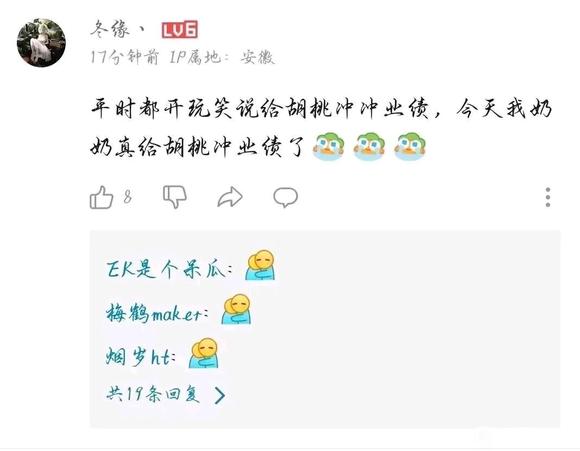 冬缘丶 LV6
17分钟前 IP属地：安徽
平时都开玩笑说给胡桃冲冲业绩，今天我奶
奶真给胡桃冲业绩了
8
EK是个呆瓜：
梅鹤maker：
烟岁ht：
共19条回复 >